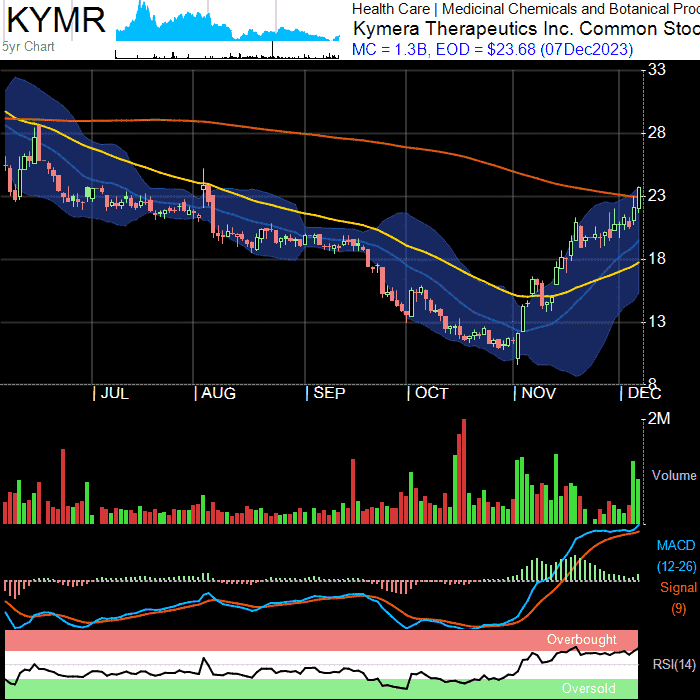 KYMR
5yr Chart
Health Care | Medicinal Chemicals and Botanical Proc
Kymera Therapeutics Inc. Common Stoc
MC = 1.3B, EOD = $23.68 (07Dec2023)
33
28
23
18
13
8
| JUL | AUG | SEP | OCT | NOV | DEC
2M
Volume
MACD
(12-26)
Signal
(9)
Overbought
RSI(14)
Oversold